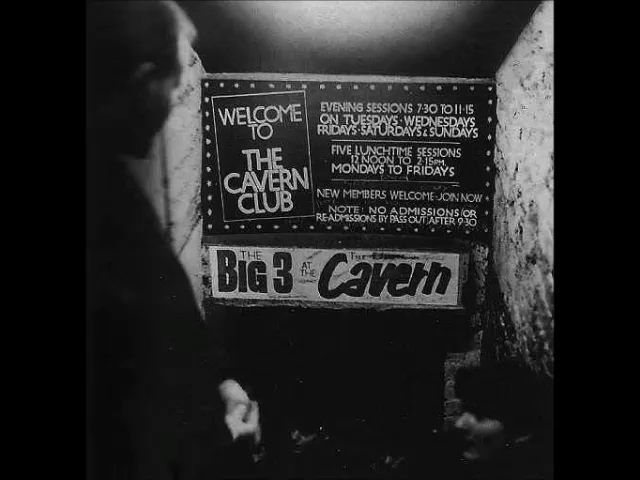 WELCOME
TO
THE
CAVERN
CLUB
EVENING SESSIONS 7·30 TO 11·15
ON TUESDAYS·WEDNESDAYS
FRIDAYS·SATURDAYS & SUNDAYS
FIVE LUNCHTIME SESSIONS
12 NOON TO 2·15PM.
MONDAYS TO FRIDAYS
NEW MEMBERS WELCOME-JOIN NOW
NOTE: NO ADMISSIONS (OR
RE-ADMISSIONS BY PASS OUT) AFTER 9·30
THE
BIG 3 AT THE THE Cavern